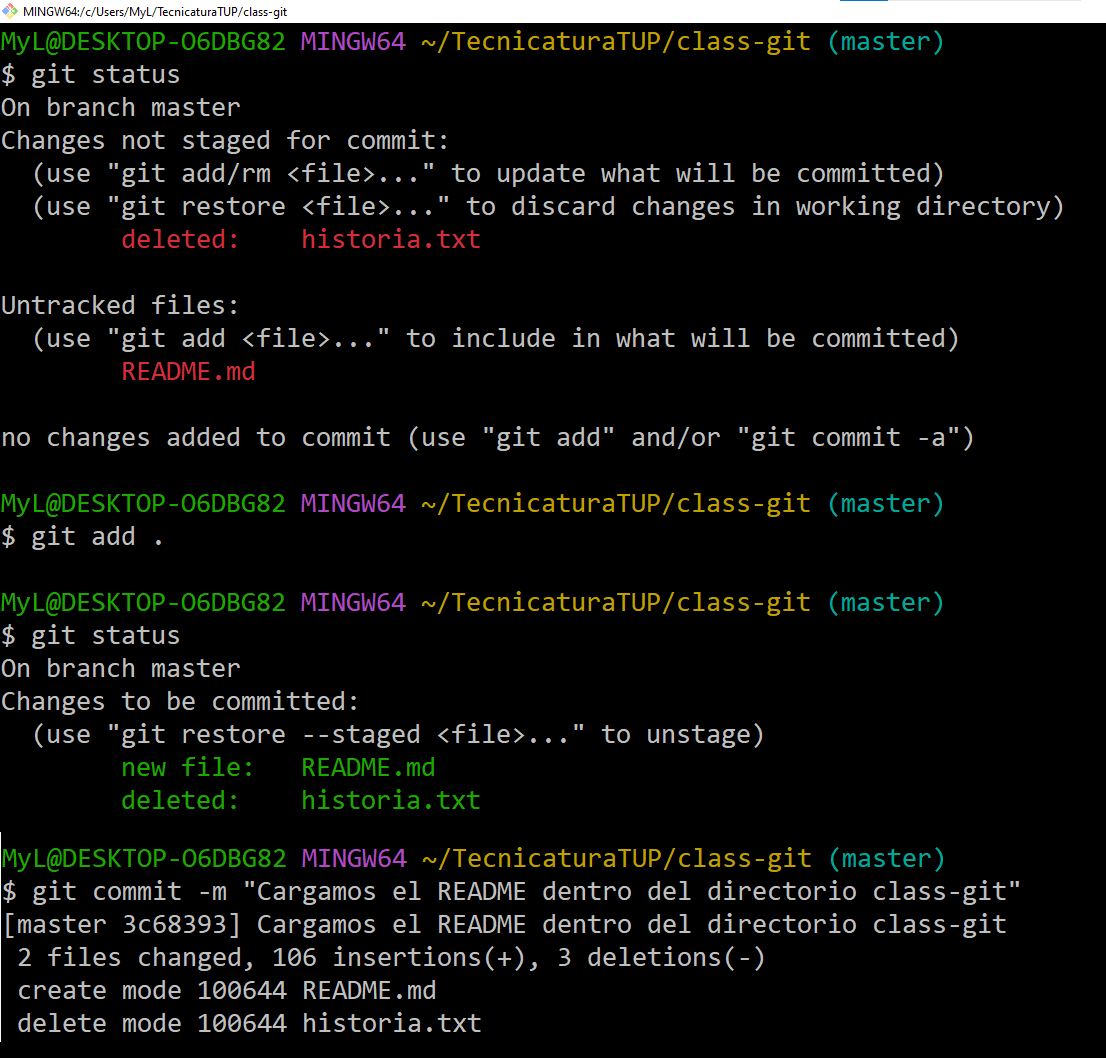 MINGW64:/c/Users/MyL/TecnicaturaTUP/class-git
MyL@DESKTOP-O6DBG82 MINGW64 ~/TecnicaturaTUP/class-git (master)
$ git status
On branch master
Changes not staged for commit:
  (use "git add/rm <file>..." to update what will be committed)
  (use "git restore <file>..." to discard changes in working directory)
        deleted:    historia.txt

Untracked files:
  (use "git add <file>..." to include in what will be committed)
        README.md

no changes added to commit (use "git add" and/or "git commit -a")

MyL@DESKTOP-O6DBG82 MINGW64 ~/TecnicaturaTUP/class-git (master)
$ git add .

MyL@DESKTOP-O6DBG82 MINGW64 ~/TecnicaturaTUP/class-git (master)
$ git status
On branch master
Changes to be committed:
  (use "git restore --staged <file>..." to unstage)
        new file:   README.md
        deleted:    historia.txt

MyL@DESKTOP-O6DBG82 MINGW64 ~/TecnicaturaTUP/class-git (master)
$ git commit -m "Cargamos el README dentro del directorio class-git"
[master 3c68393] Cargamos el README dentro del directorio class-git
 2 files changed, 106 insertions(+), 3 deletions(-)
 create mode 100644 README.md
 delete mode 100644 historia.txt